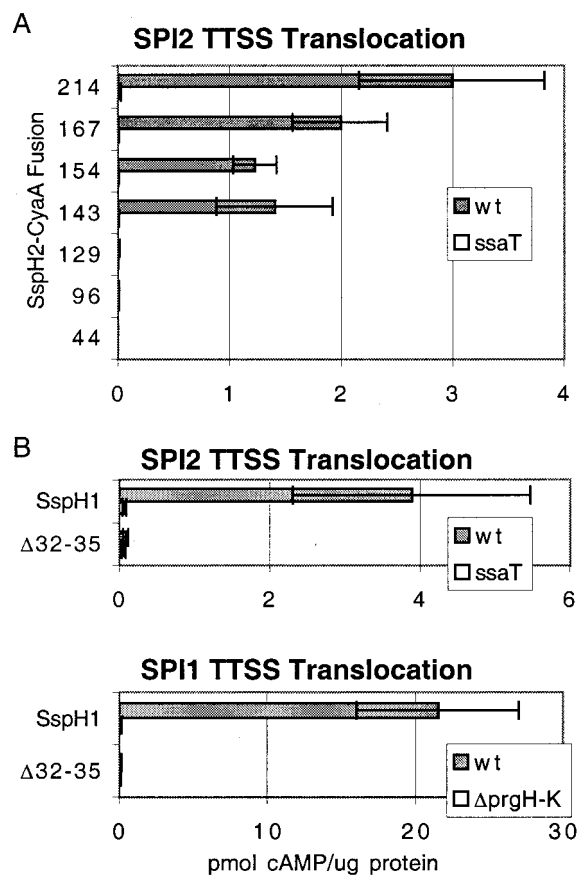 A
SPI2 TTSS Translocation
SspH2-CyaA Fusion
214
167
154
143
129
96
44
wt
ssaT
0 1 2 3 4
B
SPI2 TTSS Translocation
SspH1
Δ32-35
wt
ssaT
0 2 4 6
SPI1 TTSS Translocation
SspH1
Δ32-35
wt
ΔprgH-K
0 10 20 30
pmol cAMP/ug protein